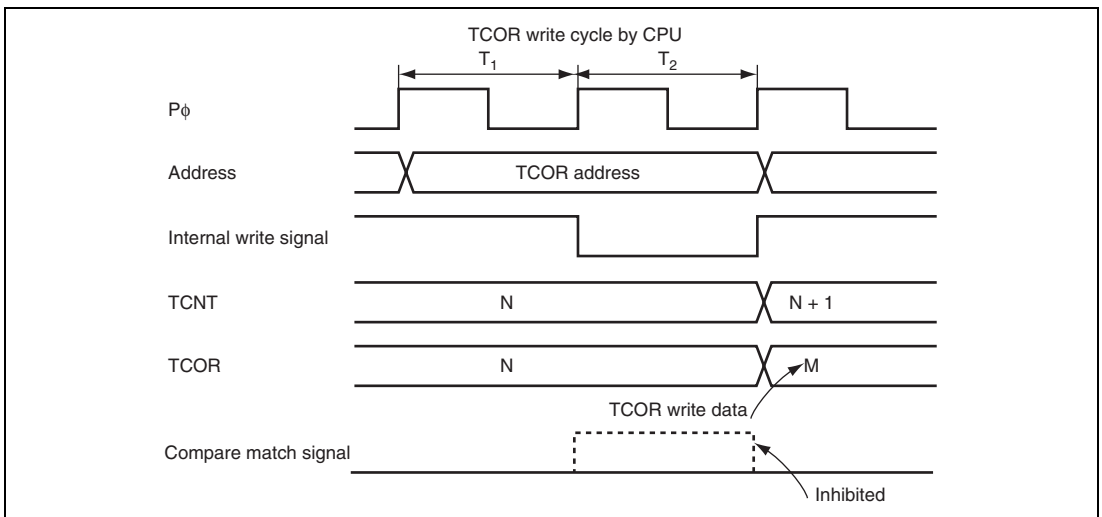 TCOR write cycle by CPU
T1 T2
Pϕ
Address TCOR address
Internal write signal
TCNT N N + 1
TCOR N M
TCOR write data
Compare match signal
Inhibited